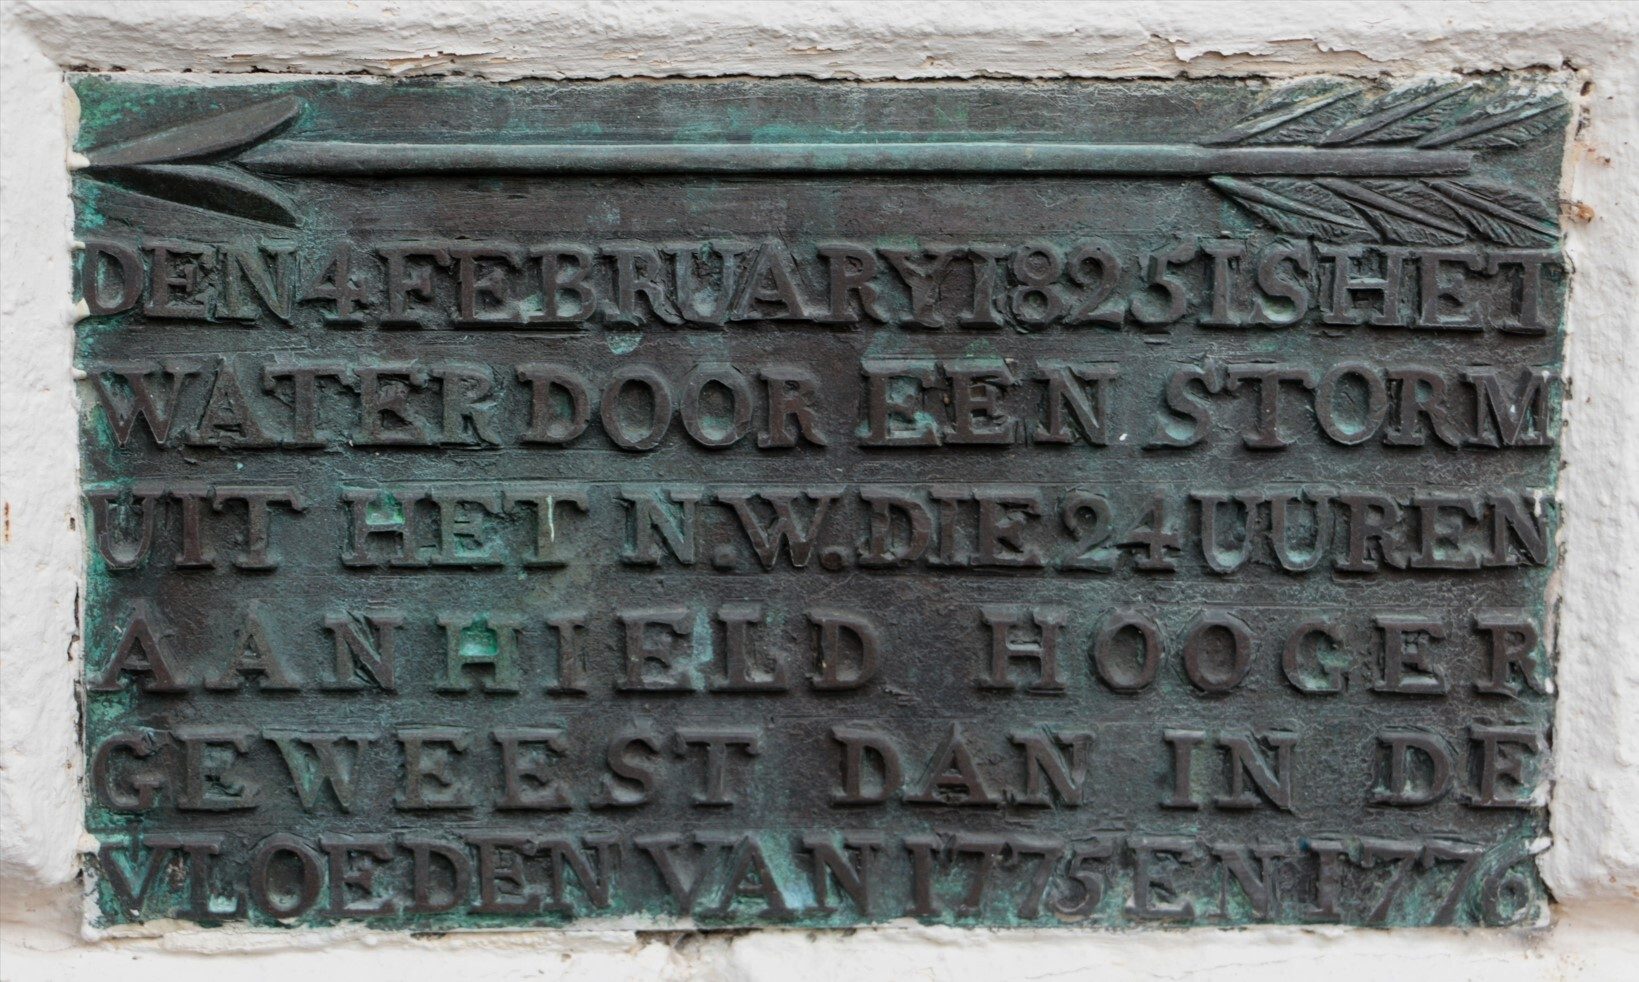 DEN 4 FEBRUARY 1825 IS HET
WATER DOOR EEN STORM
UIT HET N.W. DIE 24 UUREN
AANHIELD HOOGER
GEWEEST DAN IN DE
VLOEDEN VAN 1775 EN 1776